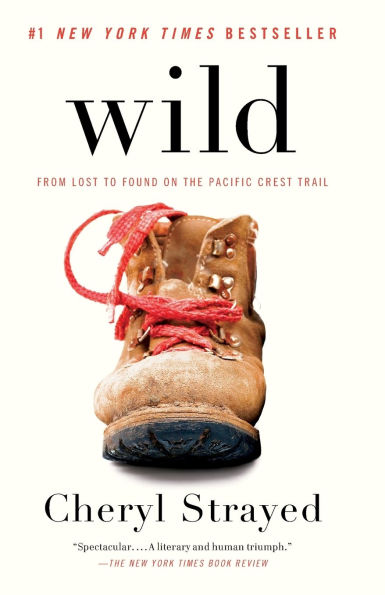 #1 NEW YORK TIMES BESTSELLER
wild
FROM LOST TO FOUND ON THE PACIFIC CREST TRAIL
Cheryl Strayed
“Spectacular. . . . A literary and human triumph.”
—THE NEW YORK TIMES BOOK REVIEW